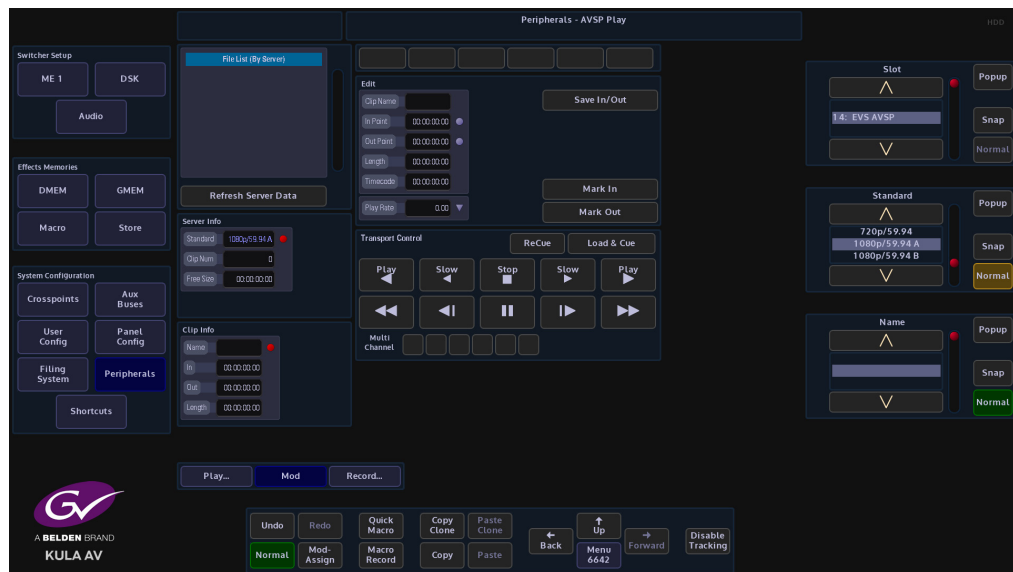 Peripherals - AVSP Play
HDD
Switcher Setup
ME 1
DSK
Audio
Effects Memories
DMEM
GMEM
Macro
Store
System Configuration
Crosspoints
Aux
Buses
User
Config
Panel
Config
Filing
System
Peripherals
Shortcuts
File List (By Server)
Refresh Server Data
Server Info
Standard
1080p/59.94 A
Clip Num
0
Free Size
00:00:00:00
Clip Info
Name
In
00:00:00:00
Out
00:00:00:00
Length
00:00:00:00
Edit
Clip Name
In Point
00:00:00:00
Out Point
00:00:00:00
Length
00:00:00:00
Timecode
00:00:00:00
Play Rate
0.00
Save In/Out
Mark In
Mark Out
Transport Control
ReCue
Load & Cue
Play
Slow
Stop
Slow
Play
Multi
Channel
Slot
14: EVS AVSP
Popup
Snap
Normal
Standard
720p/59.94
1080p/59.94 A
1080p/59.94 B
Popup
Snap
Normal
Name
Popup
Snap
Normal
Play...
Mod
Record...
GV
A BELDEN BRAND
KULA AV
Undo
Redo
Quick
Macro
Copy
Clone
Paste
Clone
Normal
Mod-
Assign
Macro
Record
Copy
Paste
Back
Up
Menu
6642
Forward
Disable
Tracking